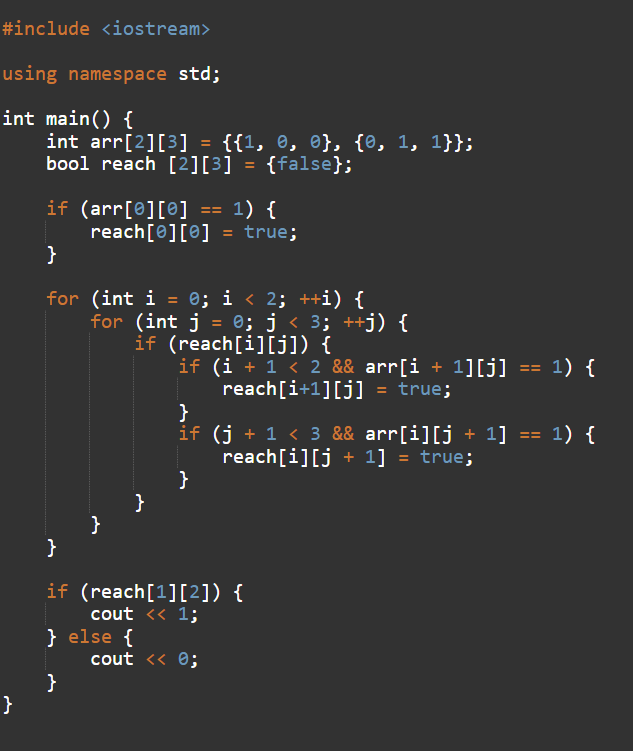 #include <iostream>
using namespace std;
int main() {
    int arr[2][3] = {{1, 0, 0}, {0, 1, 1}};
    bool reach [2][3] = {false};
    if (arr[0][0] == 1) {
        reach[0][0] = true;
    }
    for (int i = 0; i < 2; ++i) {
        for (int j = 0; j < 3; ++j) {
            if (reach[i][j]) {
                if (i + 1 < 2 && arr[i + 1][j] == 1) {
                    reach[i+1][j] = true;
                }
                if (j + 1 < 3 && arr[i][j + 1] == 1) {
                    reach[i][j + 1] = true;
                }
            }
        }
    }
    if (reach[1][2]) {
        cout << 1;
    } else {
        cout << 0;
    }
}